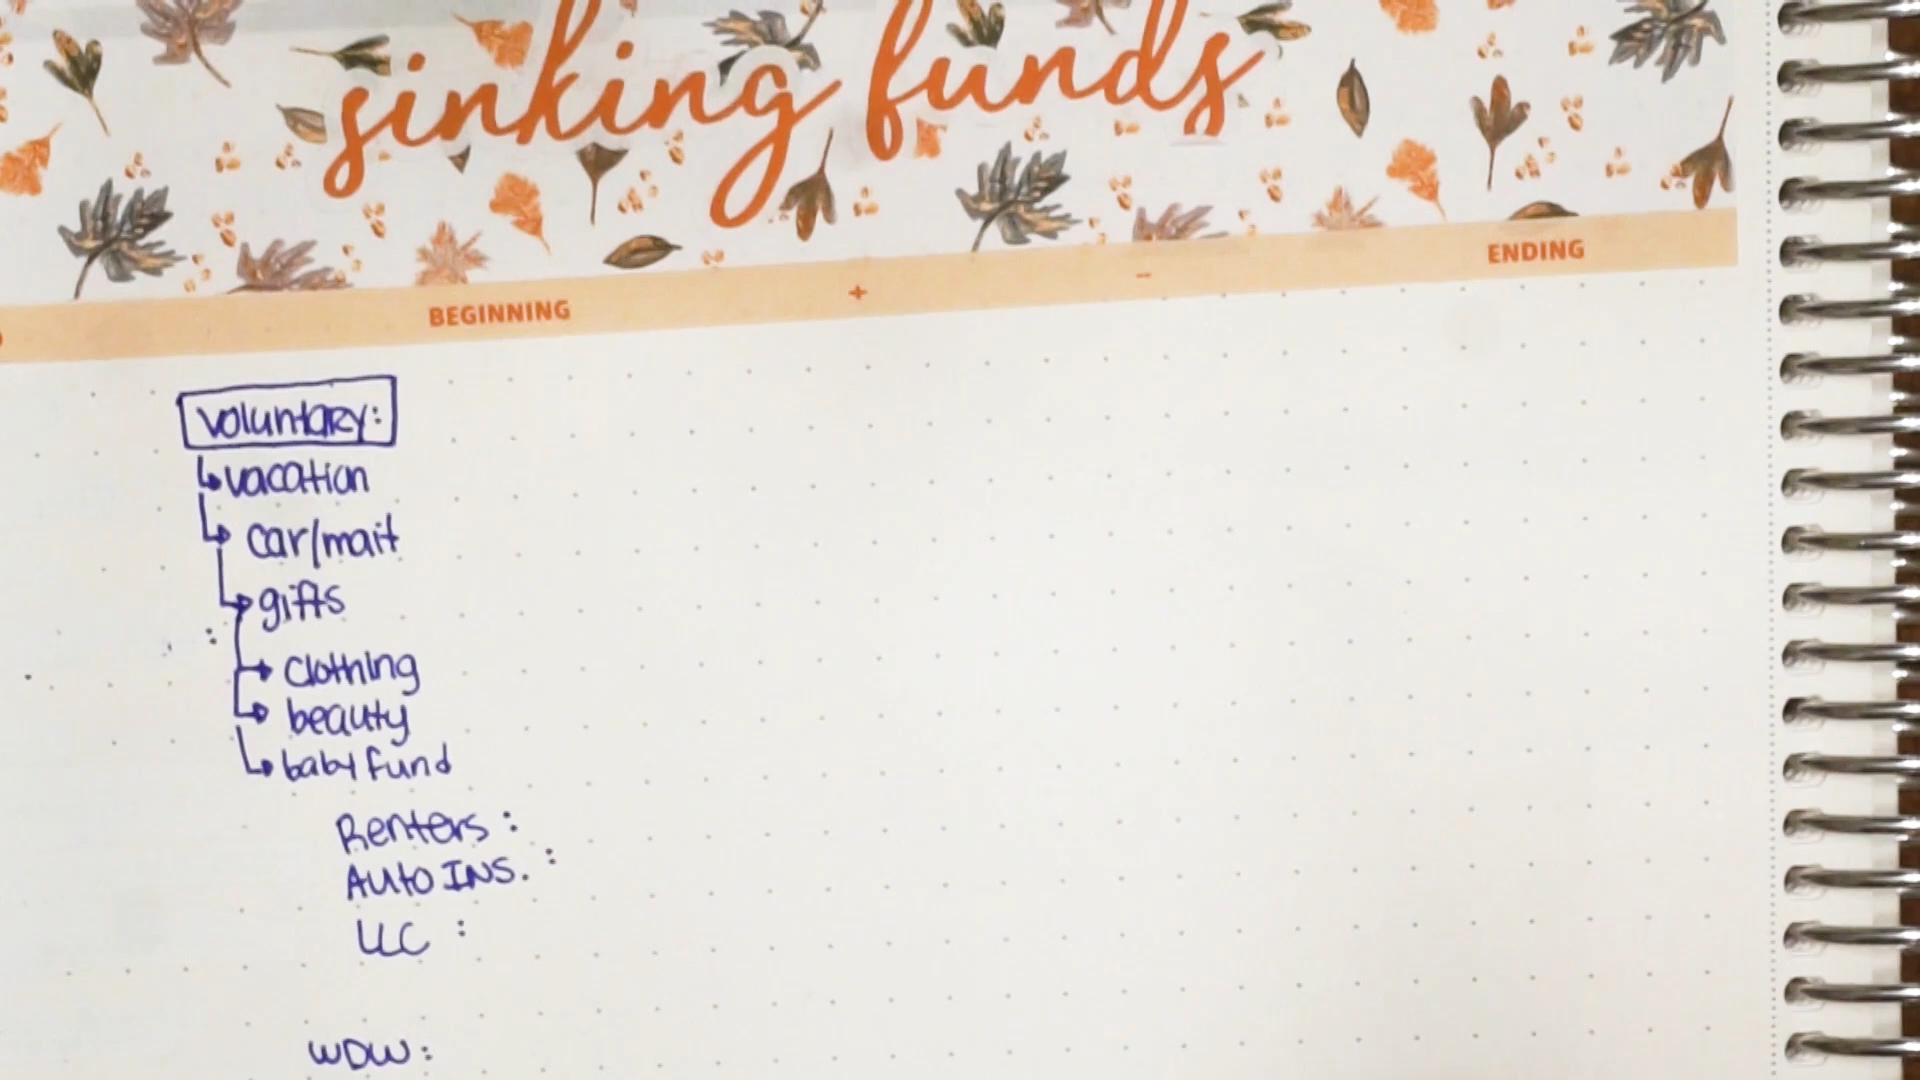 sinking funds
BEGINNING + - ENDING
Voluntary:
vacation
car/mait
gifts
:
clothing
beauty
baby fund
Renters :
Auto INS. :
LLC :
WDW: